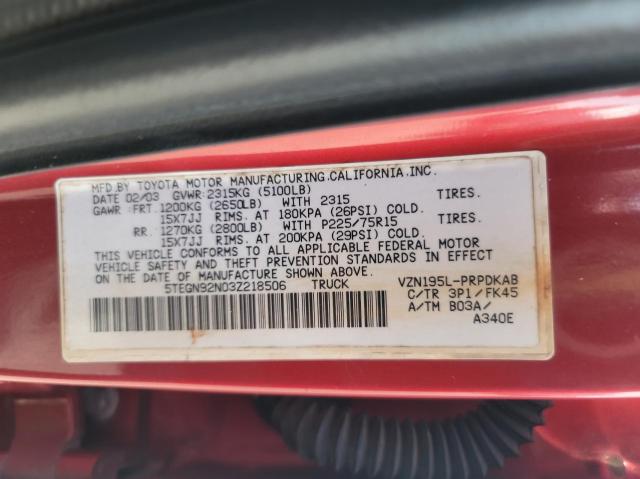 MFD.BY TOYOTA MOTOR MANUFACTURING.CALIFORNIA.INC.
DATE 02/03 GVWR:2315KG (5100LB)
GAWR :FRT. 1200KG (2650LB) WITH 2315 TIRES.
15X7JJ RIMS. AT 180KPA (26PSI) COLD.
RR. 1270KG (2800LB) WITH P225/75R15 TIRES.
15X7JJ RIMS. AT 200KPA (29PSI) COLD.
THIS VEHICLE CONFORMS TO ALL APPLICABLE FEDERAL MOTOR
VEHICLE SAFETY AND THEFT PREVENTION STANDARDS IN EFFECT
ON THE DATE OF MANUFACTURE SHOWN ABOVE.
5TEGN92N03Z218506 TRUCK VZN195L-PRPDKAB
C/TR 3P1/FK45
A/TM B03A/
A340E